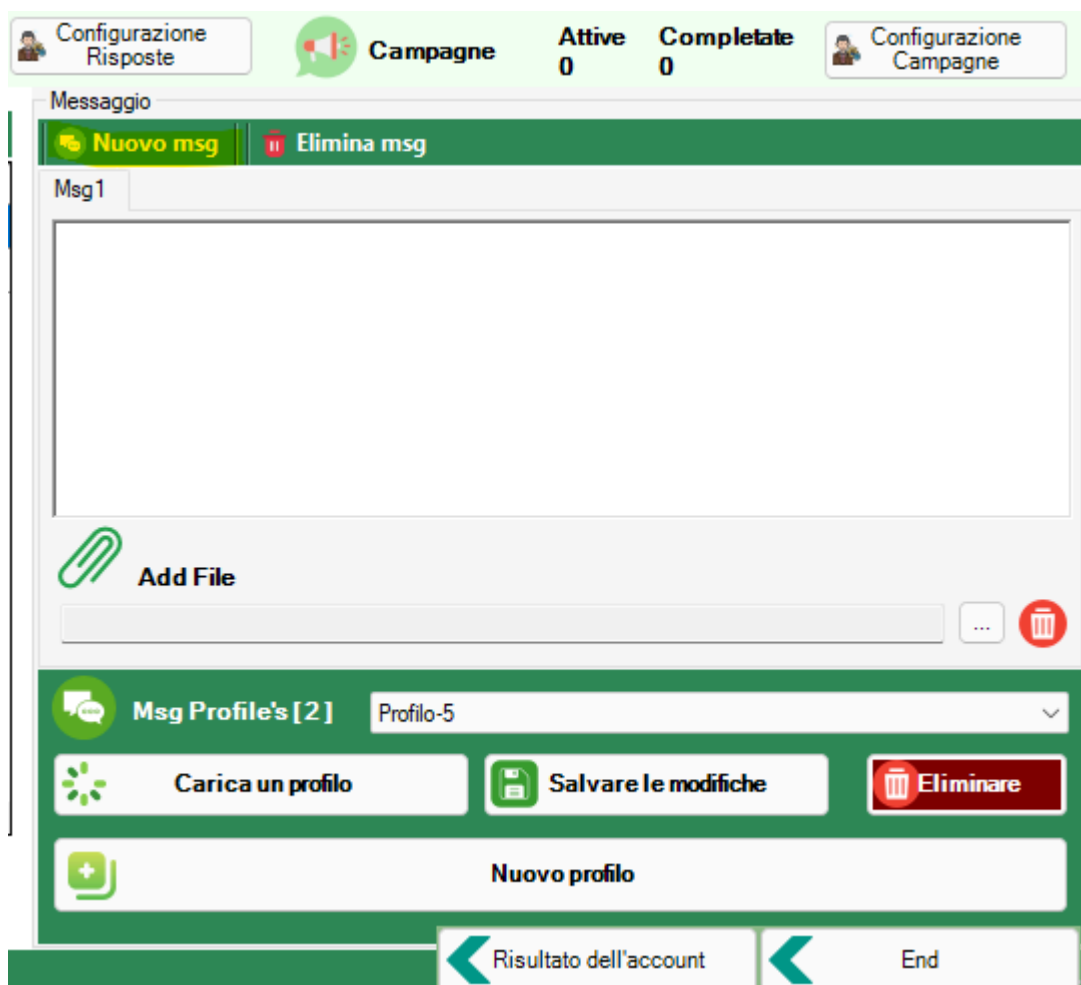 Configurazione
Risposte
Campagne
Attive
0
Completate
0
Configurazione
Campagne
Messaggio
Nuovo msg
Elimina msg
Msg1
Add File
...
Msg Profile's [2]
Profilo-5
Carica un profilo
Salvare le modifiche
Eliminare
Nuovo profilo
Risultato dell'account
End